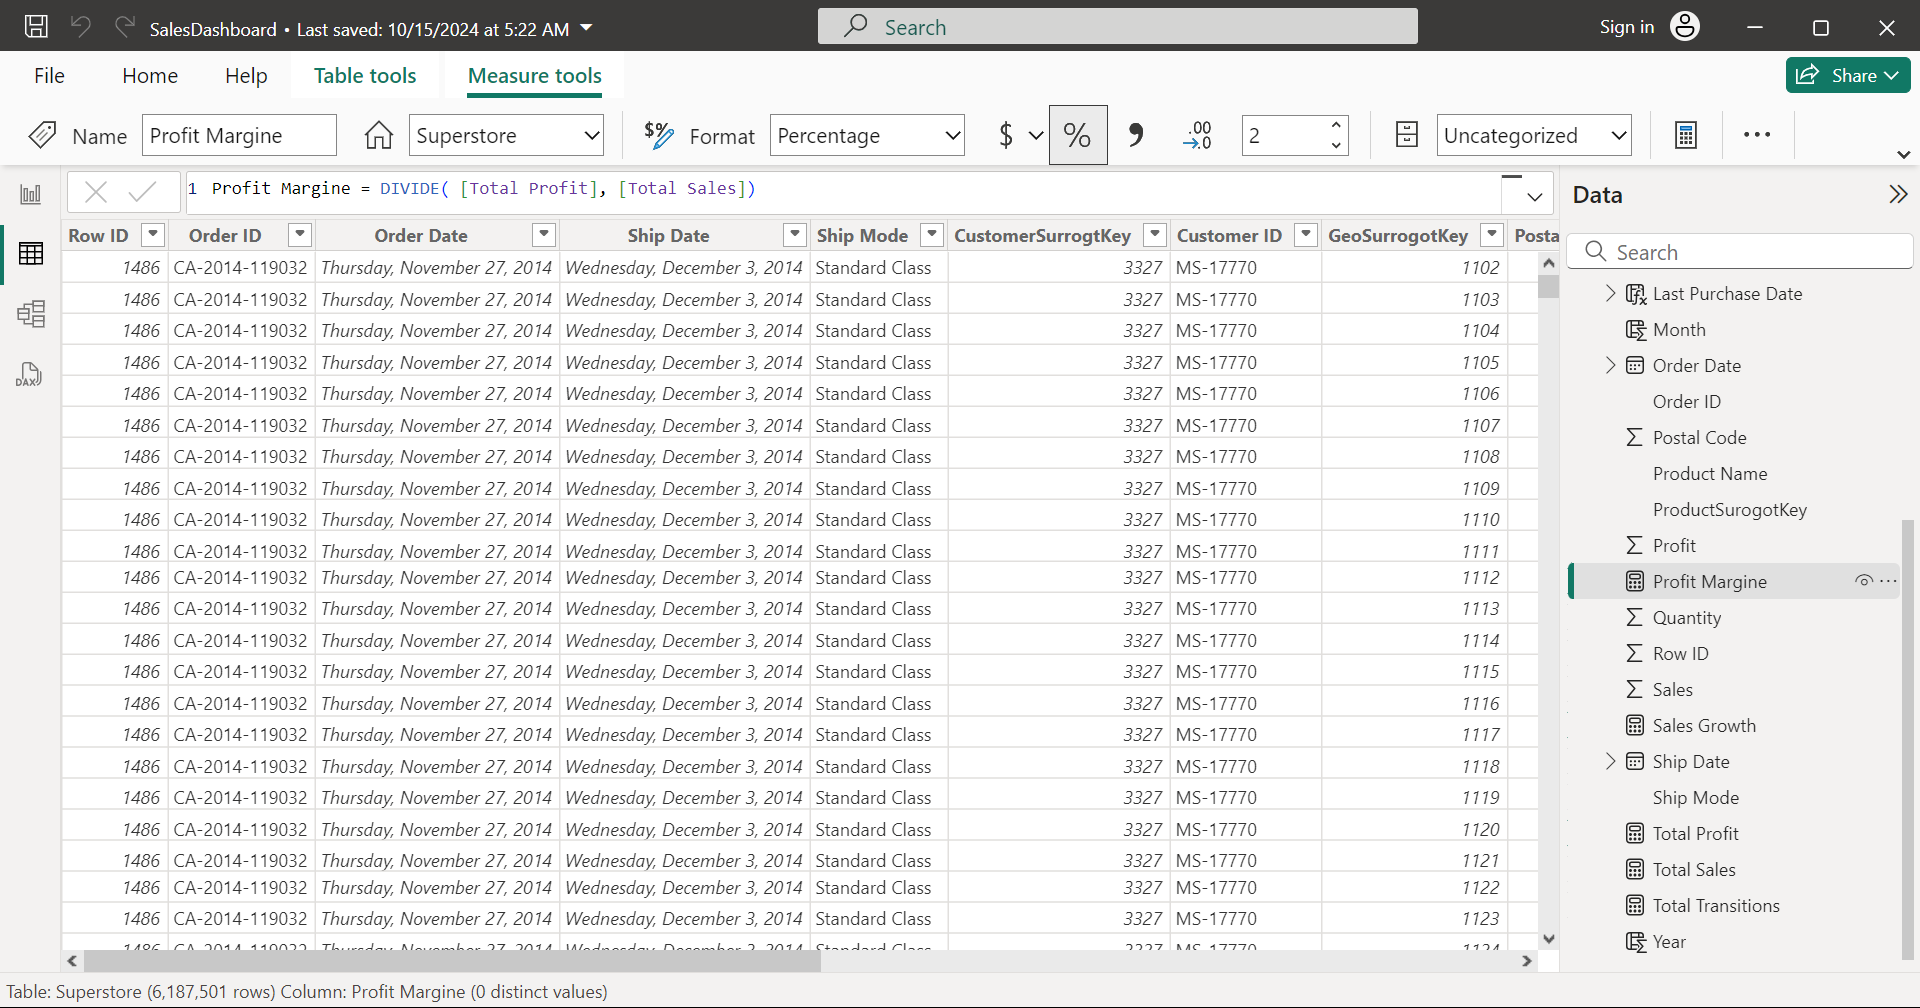 SalesDashboard • Last saved: 10/15/2024 at 5:22 AM
Search
Sign in
File Home Help Table tools Measure tools
Share
Name Profit Margine Superstore Format Percentage $ % 2 Uncategorized
1 Profit Margine = DIVIDE( [Total Profit], [Total Sales])
Row ID Order ID Order Date Ship Date Ship Mode CustomerSurrogtKey Customer ID GeoSurrogotKey Posta
1486 CA-2014-119032 Thursday, November 27, 2014 Wednesday, December 3, 2014 Standard Class 3327 MS-17770 1102
1486 CA-2014-119032 Thursday, November 27, 2014 Wednesday, December 3, 2014 Standard Class 3327 MS-17770 1103
1486 CA-2014-119032 Thursday, November 27, 2014 Wednesday, December 3, 2014 Standard Class 3327 MS-17770 1104
1486 CA-2014-119032 Thursday, November 27, 2014 Wednesday, December 3, 2014 Standard Class 3327 MS-17770 1105
1486 CA-2014-119032 Thursday, November 27, 2014 Wednesday, December 3, 2014 Standard Class 3327 MS-17770 1106
1486 CA-2014-119032 Thursday, November 27, 2014 Wednesday, December 3, 2014 Standard Class 3327 MS-17770 1107
1486 CA-2014-119032 Thursday, November 27, 2014 Wednesday, December 3, 2014 Standard Class 3327 MS-17770 1108
1486 CA-2014-119032 Thursday, November 27, 2014 Wednesday, December 3, 2014 Standard Class 3327 MS-17770 1109
1486 CA-2014-119032 Thursday, November 27, 2014 Wednesday, December 3, 2014 Standard Class 3327 MS-17770 1110
1486 CA-2014-119032 Thursday, November 27, 2014 Wednesday, December 3, 2014 Standard Class 3327 MS-17770 1111
1486 CA-2014-119032 Thursday, November 27, 2014 Wednesday, December 3, 2014 Standard Class 3327 MS-17770 1112
1486 CA-2014-119032 Thursday, November 27, 2014 Wednesday, December 3, 2014 Standard Class 3327 MS-17770 1113
1486 CA-2014-119032 Thursday, November 27, 2014 Wednesday, December 3, 2014 Standard Class 3327 MS-17770 1114
1486 CA-2014-119032 Thursday, November 27, 2014 Wednesday, December 3, 2014 Standard Class 3327 MS-17770 1115
1486 CA-2014-119032 Thursday, November 27, 2014 Wednesday, December 3, 2014 Standard Class 3327 MS-17770 1116
1486 CA-2014-119032 Thursday, November 27, 2014 Wednesday, December 3, 2014 Standard Class 3327 MS-17770 1117
1486 CA-2014-119032 Thursday, November 27, 2014 Wednesday, December 3, 2014 Standard Class 3327 MS-17770 1118
1486 CA-2014-119032 Thursday, November 27, 2014 Wednesday, December 3, 2014 Standard Class 3327 MS-17770 1119
1486 CA-2014-119032 Thursday, November 27, 2014 Wednesday, December 3, 2014 Standard Class 3327 MS-17770 1120
1486 CA-2014-119032 Thursday, November 27, 2014 Wednesday, December 3, 2014 Standard Class 3327 MS-17770 1121
1486 CA-2014-119032 Thursday, November 27, 2014 Wednesday, December 3, 2014 Standard Class 3327 MS-17770 1122
1486 CA-2014-119032 Thursday, November 27, 2014 Wednesday, December 3, 2014 Standard Class 3327 MS-17770 1123
1486 CA-2014-119032 Thursday, November 27, 2014 Wednesday, December 3, 2014 Standard Class 3327 MS-17770 1124
DAX
Data
Search
Last Purchase Date
Month
Order Date
Order ID
Postal Code
Product Name
ProductSurogotKey
Profit
Profit Margine
Quantity
Row ID
Sales
Sales Growth
Ship Date
Ship Mode
Total Profit
Total Sales
Total Transitions
Year
Table: Superstore (6,187,501 rows) Column: Profit Margine (0 distinct values)